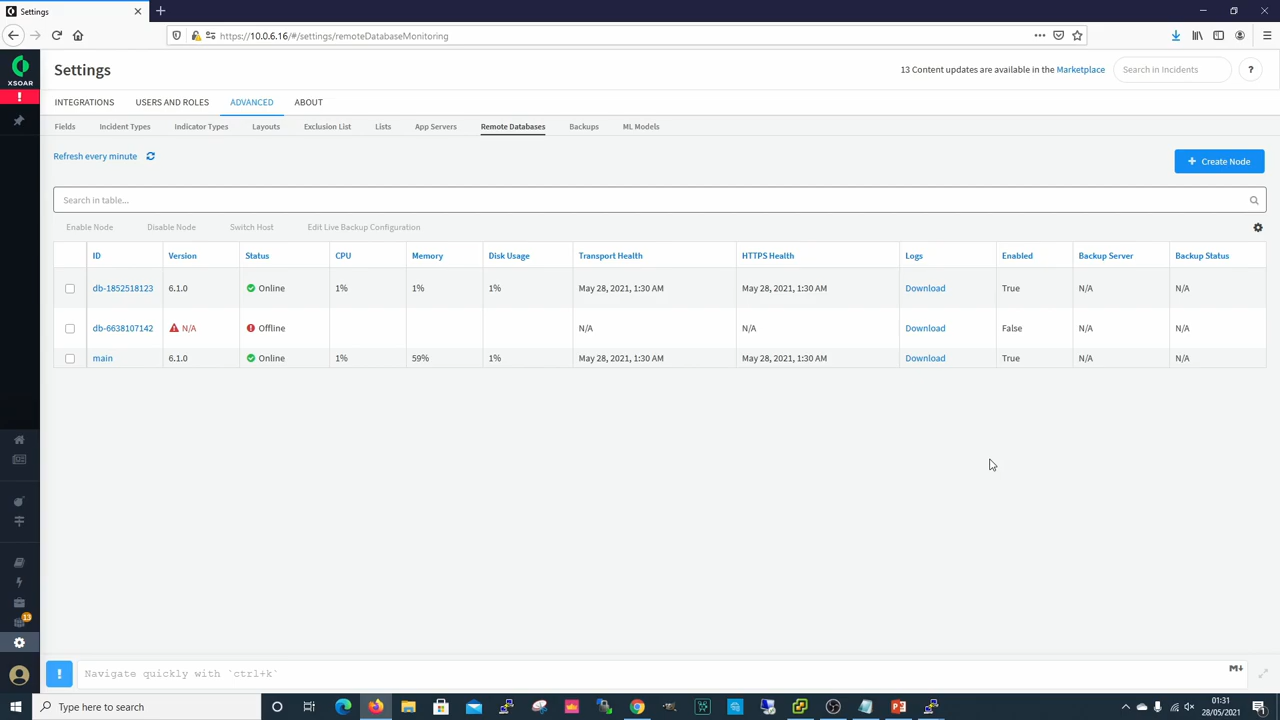 Settings
https://10.0.6.16/#/settings/remoteDatabaseMonitoring
XSOAR
Settings
13 Content updates are available in the Marketplace
Search in Incidents
?
INTEGRATIONS USERS AND ROLES ADVANCED ABOUT
Fields Incident Types Indicator Types Layouts Exclusion List Lists App Servers Remote Databases Backups ML Models
Refresh every minute
+ Create Node
Search in table...
Enable Node Disable Node Switch Host Edit Live Backup Configuration
ID Version Status CPU Memory Disk Usage Transport Health HTTPS Health Logs Enabled Backup Server Backup Status
db-1852518123 6.1.0 Online 1% 1% 1% May 28, 2021, 1:30 AM May 28, 2021, 1:30 AM Download True N/A N/A
db-6638107142 N/A Offline N/A N/A Download False N/A N/A
main 6.1.0 Online 1% 59% 1% May 28, 2021, 1:30 AM May 28, 2021, 1:30 AM Download True N/A N/A
13
! Navigate quickly with `ctrl+k`
M
Type here to search
01:31
28/05/2021
1